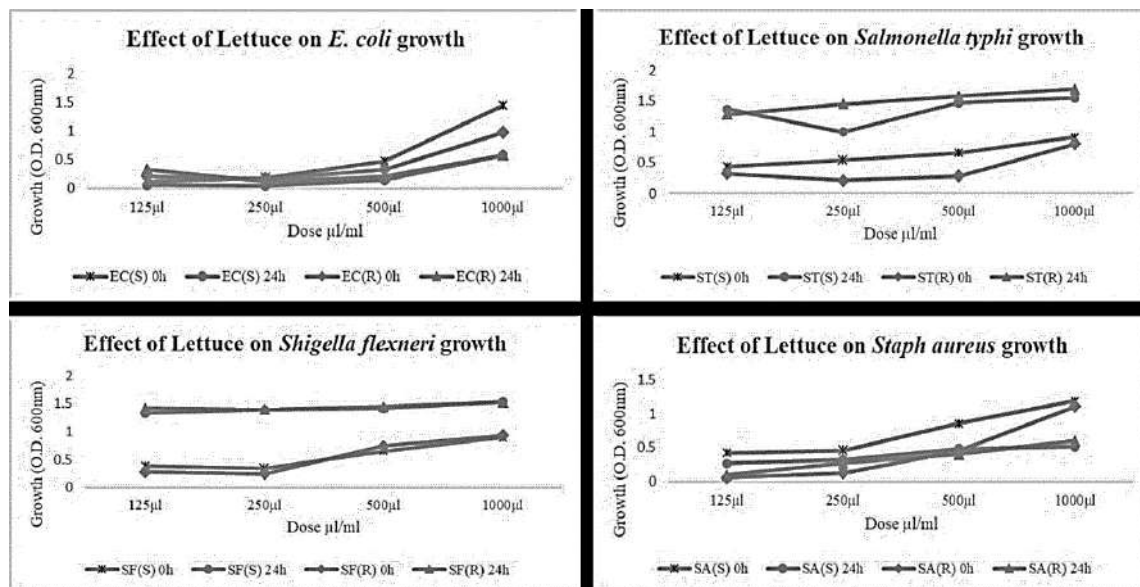 Effect of Lettuce on E. coli growth
Growth (O.D. 600nm)
2
1.5
1
0.5
0
125µl 250µl 500µl 1000µl
Dose µl/ml
EC(S) 0h EC(S) 24h EC(R) 0h EC(R) 24h
Effect of Lettuce on Salmonella typhi growth
Growth (O.D. 600nm)
2
1.5
1
0.5
0
125µl 250µl 500µl 1000µl
Dose µl/ml
ST(S) 0h ST(S) 24h ST(R) 0h ST(R) 24h
Effect of Lettuce on Shigella flexneri growth
Growth (O.D. 600nm)
2
1.5
1
0.5
0
125µl 250µl 500µl 1000µl
Dose µl/ml
SF(S) 0h SF(S) 24h SF(R) 0h SF(R) 24h
Effect of Lettuce on Staph aureus growth
Growth (O.D. 600nm)
1.5
1
0.5
0
125µl 250µl 500µl 1000µl
Dose µl/ml
SA(S) 0h SA(S) 24h SA(R) 0h SA(R) 24h